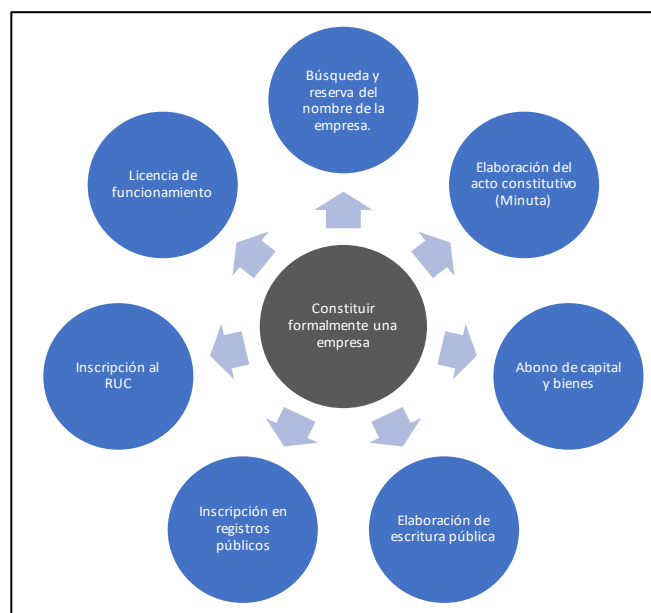 Búsqueda y
reserva del
nombre de la
empresa.
Elaboración del
acto constitutivo
(Minuta)
Abono de capital
y bienes
Elaboración de
escritura pública
Inscripción en
registros
públicos
Inscripción al
RUC
Licencia de
funcionamiento
Constituir
formalmente una
empresa